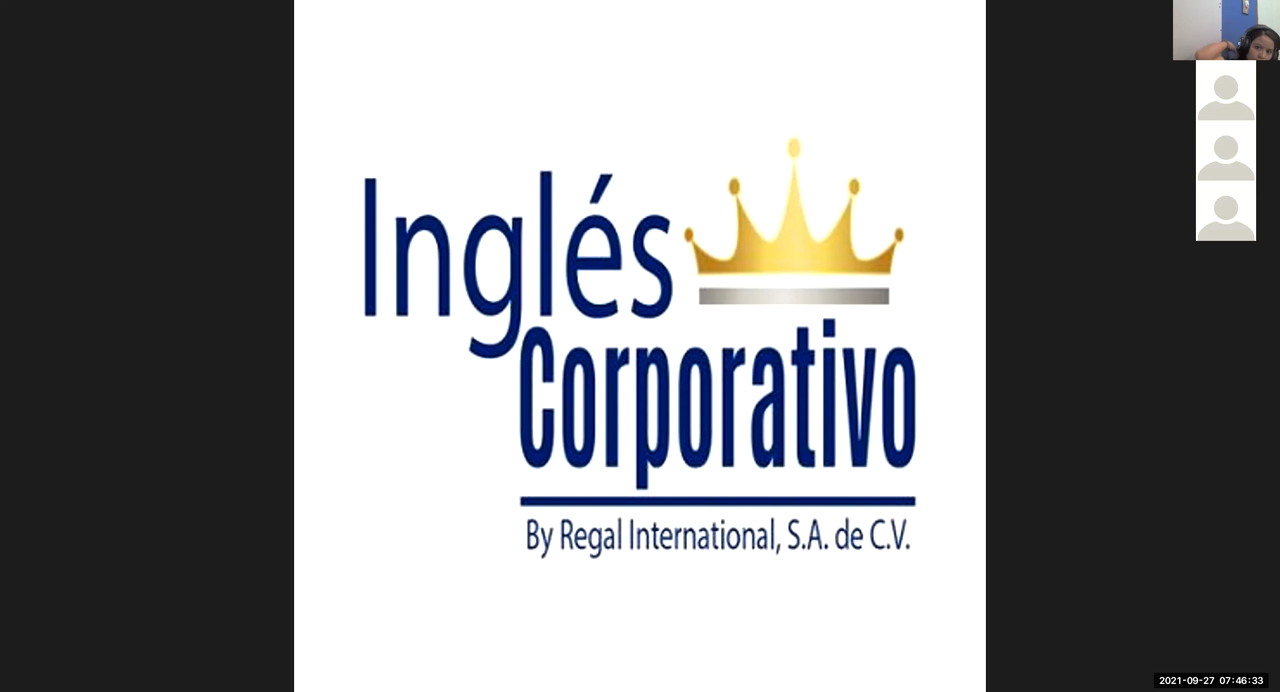 Inglés
Corporativo
By Regal International, S.A. de C.V.
2021-09-27 07:46:33